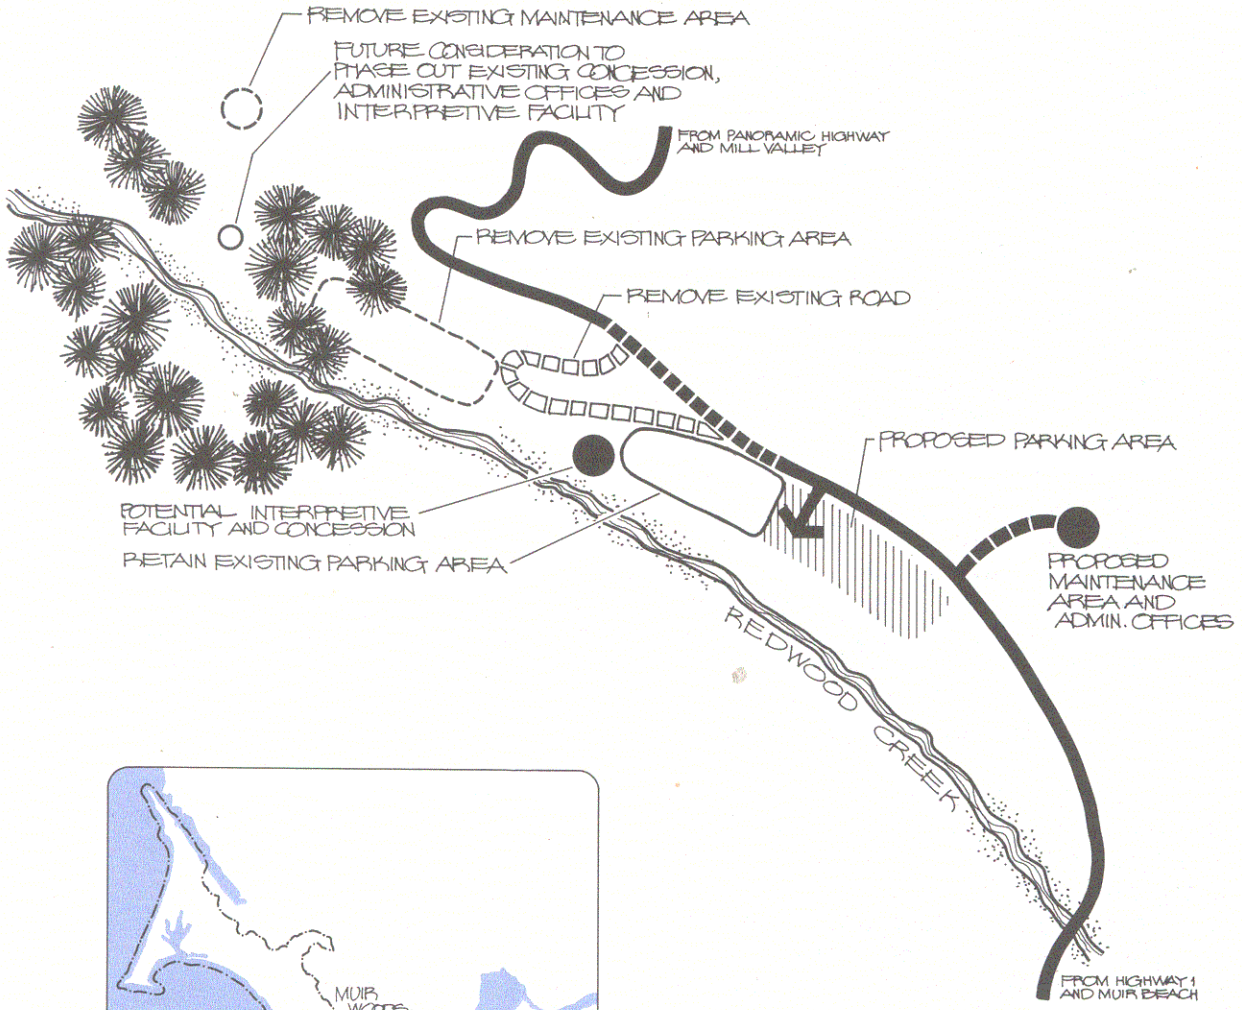 REMOVE EXISTING MAINTENANCE AREA
FUTURE CONSIDERATION TO
PHASE OUT EXISTING CONCESSION,
ADMINISTRATIVE OFFICES AND
INTERPRETIVE FACILITY
FROM PANORAMIC HIGHWAY
AND MILL VALLEY
REMOVE EXISTING PARKING AREA
REMOVE EXISTING ROAD
PROPOSED PARKING AREA
POTENTIAL INTERPRETIVE
FACILITY AND CONCESSION
RETAIN EXISTING PARKING AREA
PROPOSED
MAINTENANCE
AREA AND
ADMIN. OFFICES
REDWOOD CREEK
MUIR
WOODS
FROM HIGHWAY 1
AND MUIR BEACH